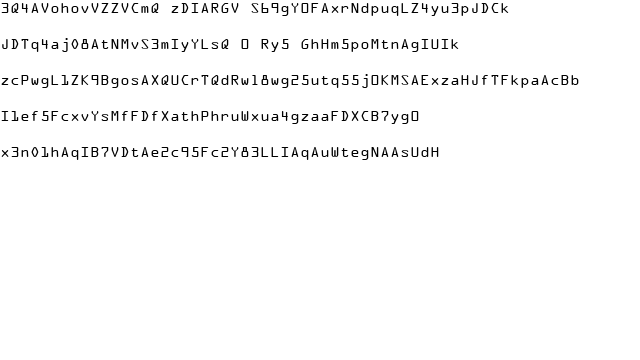 3Q4AVohovVZZVCmQ zDIARGV S69gYOFAxrNdpuqLZ4yu3pJDCk
JDTq4aj08AtNMvS3mIyYLsQ O Ry5 GhHm5poMtnAgIUIk
zcPwgL1ZK9BgosAXQUCrTQdRwl8wg25utq55jOKMSAExzaHJfTFkpaAcBb
I1ef5FcxvYsMfFDfXathPhruWxua4gzaaFDXCB7ygO
x3n01hAqIB7VDtAe2c95Fc2Y83LLIAqAuWtegNAAsUdH